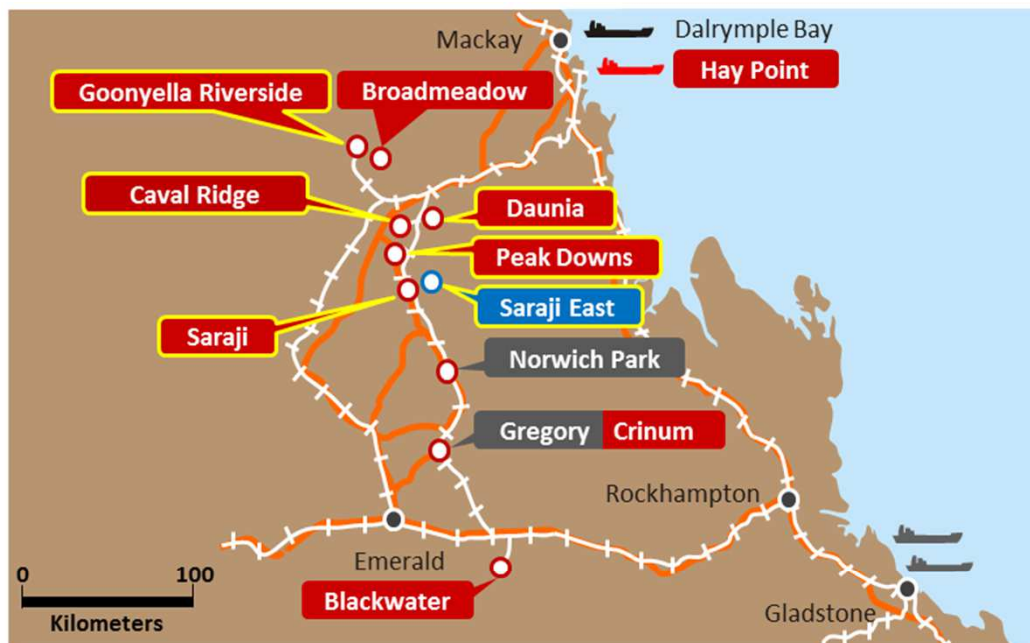 Mackay
Dalrymple Bay
Hay Point
Goonyella Riverside
Broadmeadow
Caval Ridge
Daunia
Peak Downs
Saraji East
Saraji
Norwich Park
Gregory Crinum
Rockhampton
Emerald
Blackwater
Gladstone
0 100
Kilometers